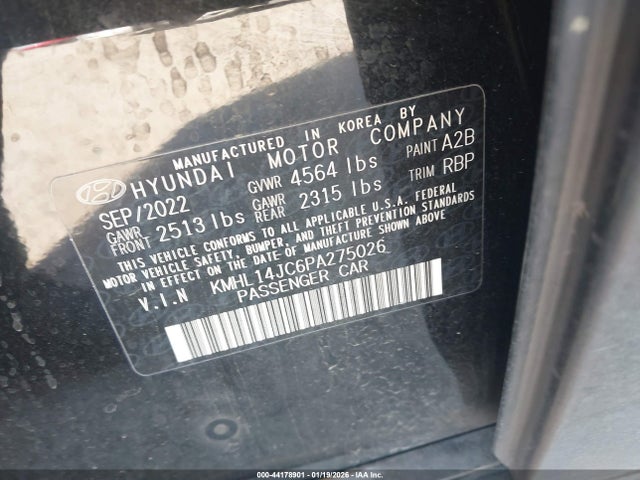 MANUFACTURED IN KOREA BY
HYUNDAI MOTOR COMPANY
SEP/2022 GVWR 4564 lbs PAINT A2B
GAWR FRONT 2513 lbs GAWR REAR 2315 lbs TRIM RBP
THIS VEHICLE CONFORMS TO ALL APPLICABLE U.S.A. FEDERAL
MOTOR VEHICLE SAFETY, BUMPER, AND THEFT PREVENTION STANDARDS
IN EFFECT ON THE DATE OF MANUFACTURE SHOWN ABOVE
V.I.N KMHL14JC6PA275026
PASSENGER CAR
000-44178901 - 01/19/2026 - IAA Inc.